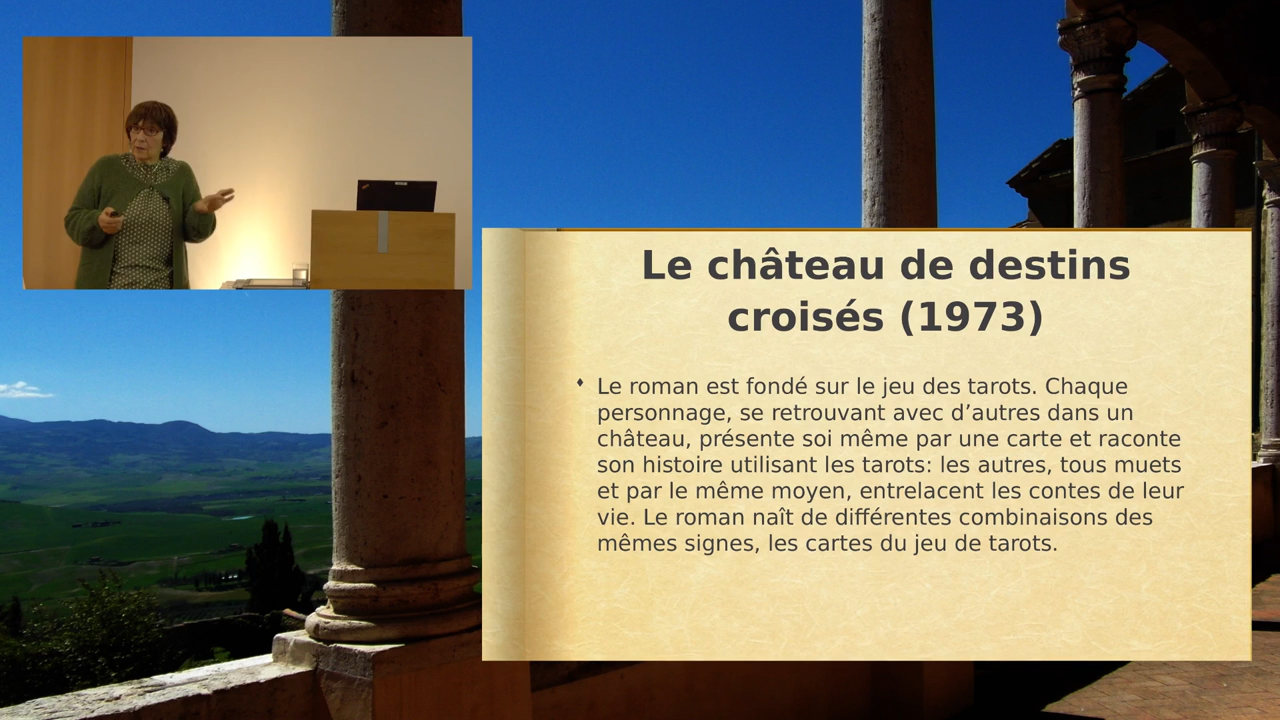 Le château de destins
croisés (1973)
Le roman est fondé sur le jeu des tarots. Chaque
personnage, se retrouvant avec d’autres dans un
château, présente soi même par une carte et raconte
son histoire utilisant les tarots: les autres, tous muets
et par le même moyen, entrelacent les contes de leur
vie. Le roman naît de différentes combinaisons des
mêmes signes, les cartes du jeu de tarots.